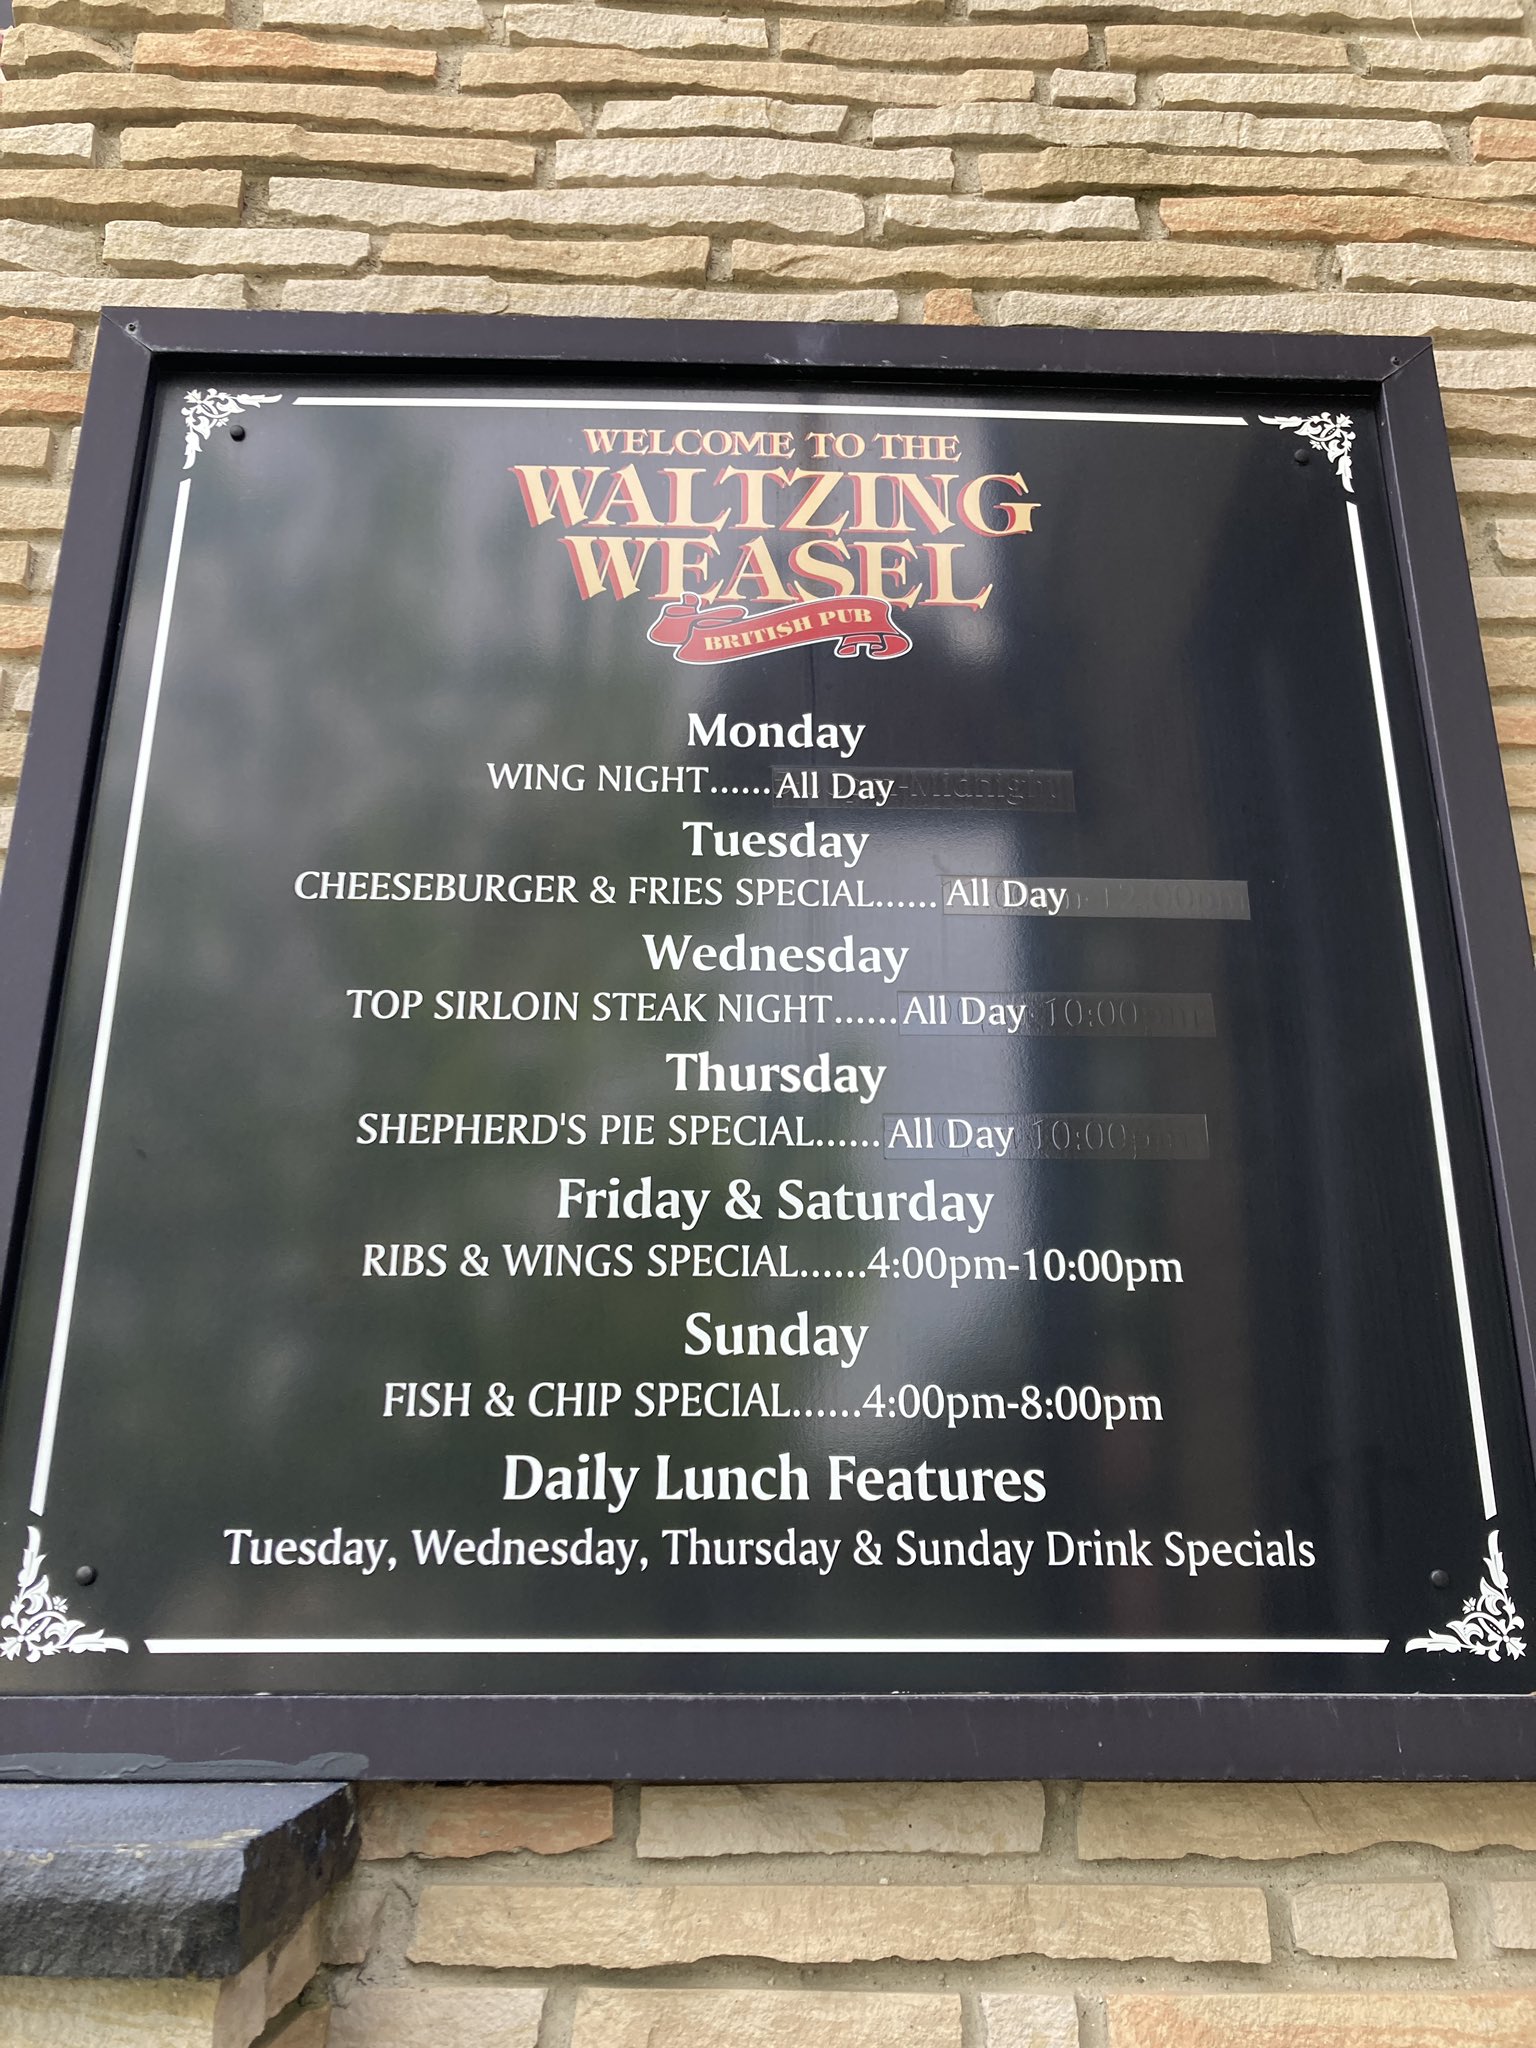 WELCOME TO THE
WALTZING
WEASEL
BRITISH PUB
Monday
WING NIGHT......All Day
Tuesday
CHEESEBURGER & FRIES SPECIAL...... All Day
Wednesday
TOP SIRLOIN STEAK NIGHT......All Day
Thursday
SHEPHERD'S PIE SPECIAL......All Day
Friday & Saturday
RIBS & WINGS SPECIAL......4:00pm-10:00pm
Sunday
FISH & CHIP SPECIAL......4:00pm-8:00pm
Daily Lunch Features
Tuesday, Wednesday, Thursday & Sunday Drink Specials